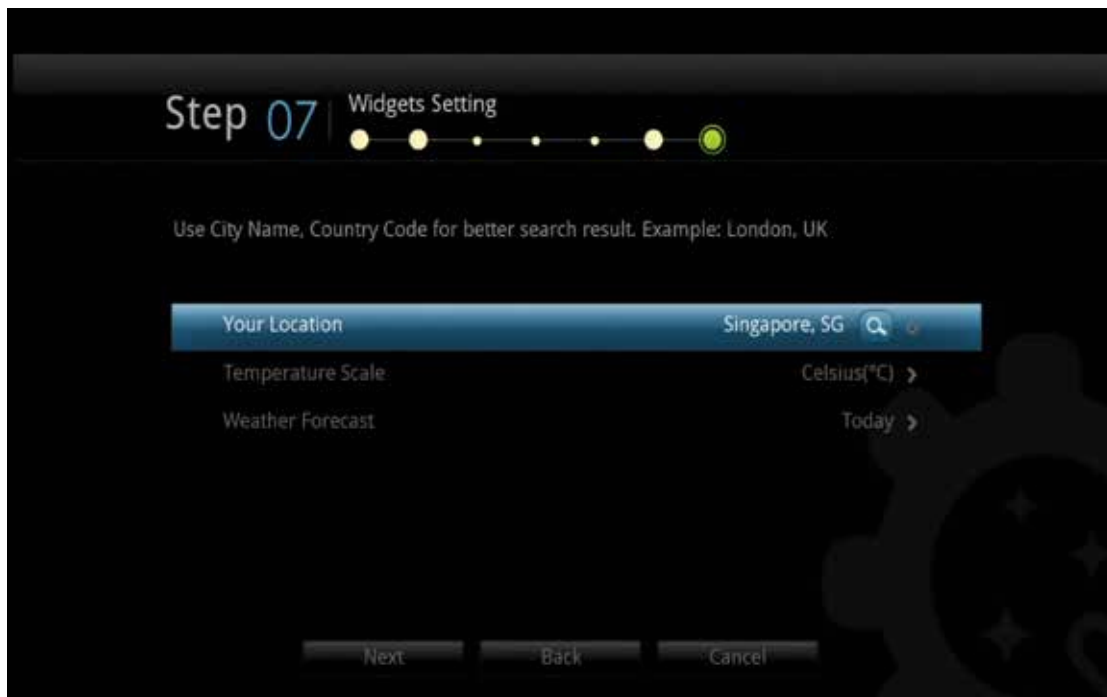 Step 07 Widgets Setting
Use City Name, Country Code for better search result. Example: London, UK
Your Location Singapore, SG
Temperature Scale Celsius(°C)
Weather Forecast Today
Next Back Cancel